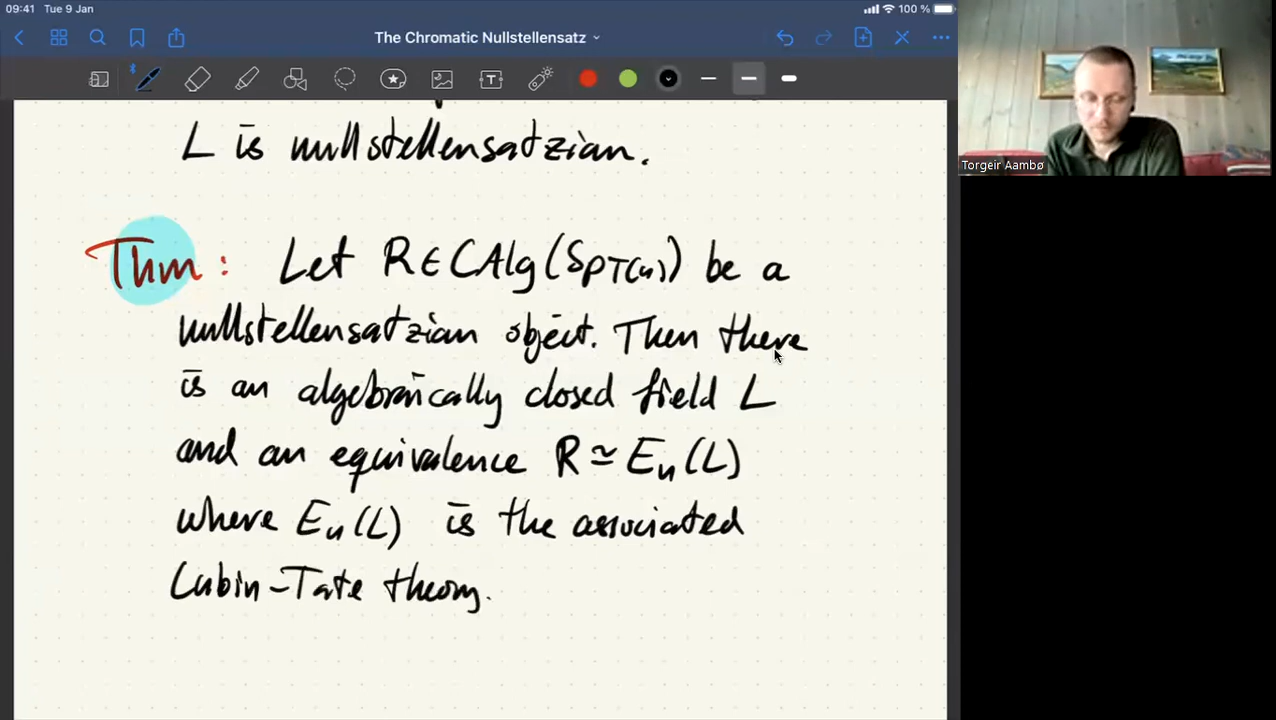 09:41 Tue 9 Jan
100 %
The Chromatic Nullstellensatz
T
Torgeir Aambø
L is nullstellensatzian.
Thm: Let R∈CAlg(Sp_{T(n)}) be a
nullstellensatzian object. Then there
is an algebraically closed field L
and an equivalence R ≃ E_n(L)
where E_n(L) is the associated
Lubin-Tate theory.